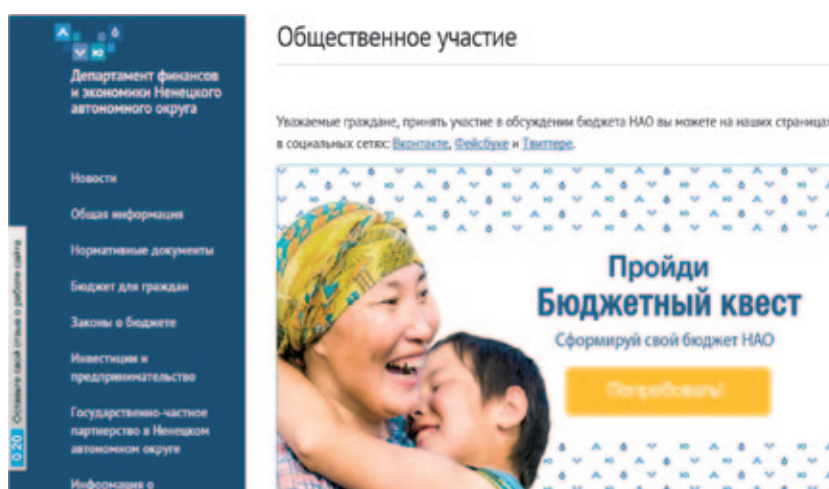 Департамент финансов
и экономики Ненецкого
автономного округа
Новости
Общая информация
Нормативные документы
Бюджет для граждан
Законы о бюджете
Инвестиции и
предпринимательство
Государственно-частное
партнерство в Ненецком
автономном округе
Информация о
0:20 Оставьте свой отзыв о работе сайта
Общественное участие
Уважаемые граждане, принять участие в обсуждении бюджета НАО вы можете на наших страницах
в социальных сетях: Вконтакте, Фейсбуке и Твиттере.
Пройди
Бюджетный квест
Сформируй свой бюджет НАО
Попробовать!